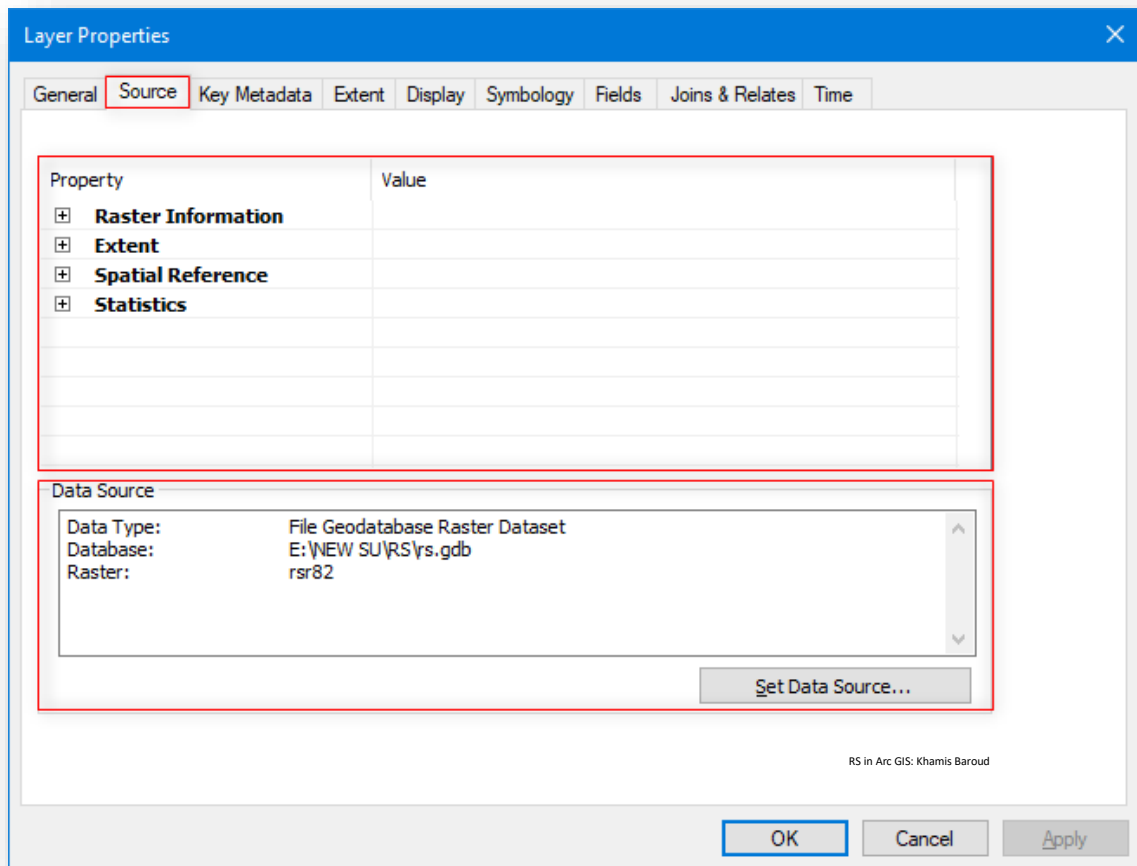 Layer Properties
General Source Key Metadata Extent Display Symbology Fields Joins & Relates Time
Property Value
Raster Information
Extent
Spatial Reference
Statistics
Data Source
Data Type: File Geodatabase Raster Dataset
Database: E:\NEW SU\RS\rs.gdb
Raster: rsr82
Set Data Source...
RS in Arc GIS: Khamis Baroud
OK Cancel Apply